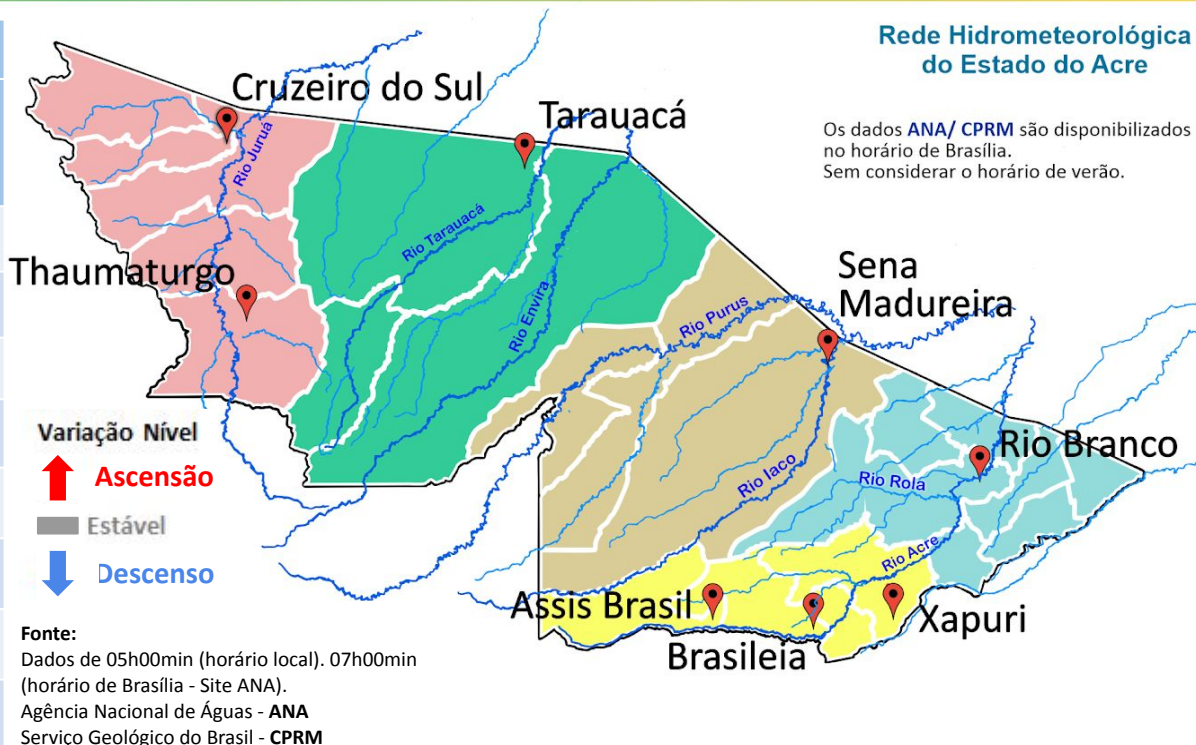 Rede Hidrometeorológica
do Estado do Acre
Os dados ANA/ CPRM são disponibilizados
no horário de Brasília.
Sem considerar o horário de verão.
Cruzeiro do Sul
Tarauacá
Rio Juruá
Rio Tarauacá
Thaumaturgo
Rio Envira
Sena
Madureira
Rio Purus
Variação Nível
Ascensão
Estável
Descenso
Rio Branco
Rio Iaco
Rio Rola
Rio Acre
Assis Brasil
Xapuri
Brasileia
Fonte:
Dados de 05h00min (horário local). 07h00min
(horário de Brasília - Site ANA).
Agência Nacional de Águas - ANA
Serviço Geológico do Brasil - CPRM